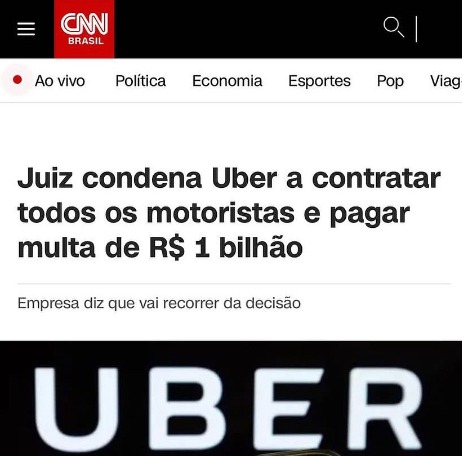 CNN
BRASIL
Ao vivo Política Economia Esportes Pop Viag
Juiz condena Uber a contratar
todos os motoristas e pagar
multa de R$ 1 bilhão
Empresa diz que vai recorrer da decisão
UBER